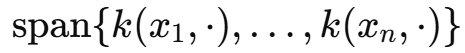 span{k(x₁, ·), . . . , k(xₙ, ·)}